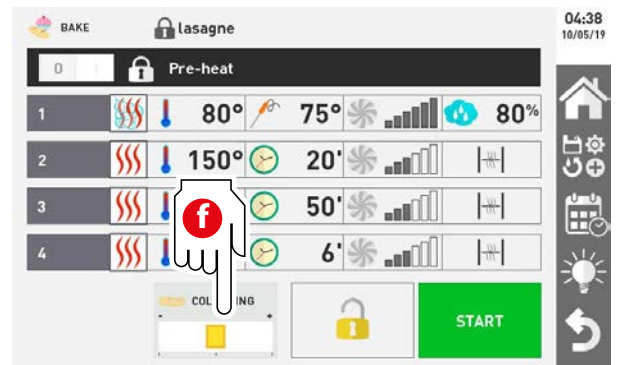 BAKE lasagne 04:38
10/05/19
0 Pre-heat
1 80° 75° 80%
2 150° 20'
3 50'
4 6'
f
NG
- +
START